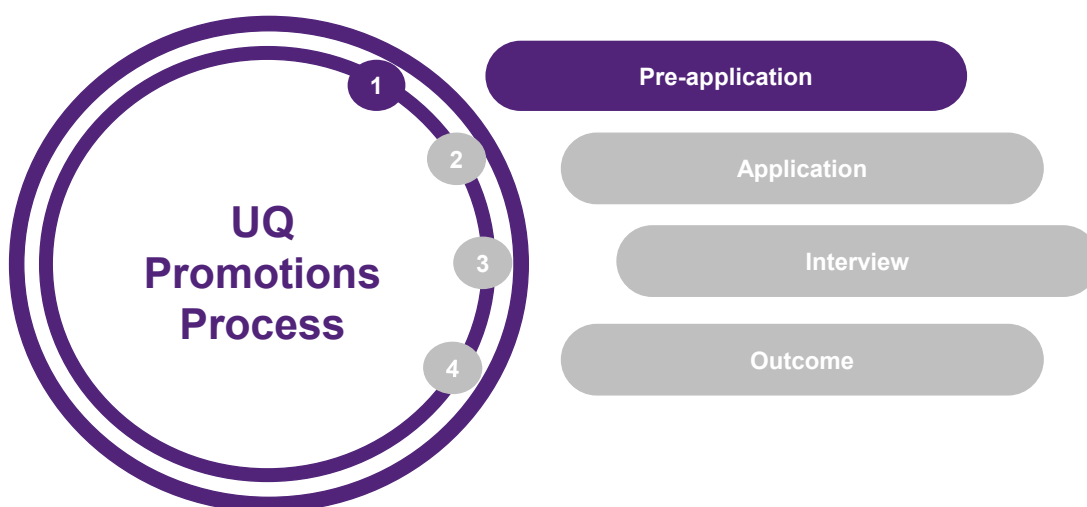 UQ
Promotions
Process
1
Pre-application
2
Application
3
Interview
4
Outcome